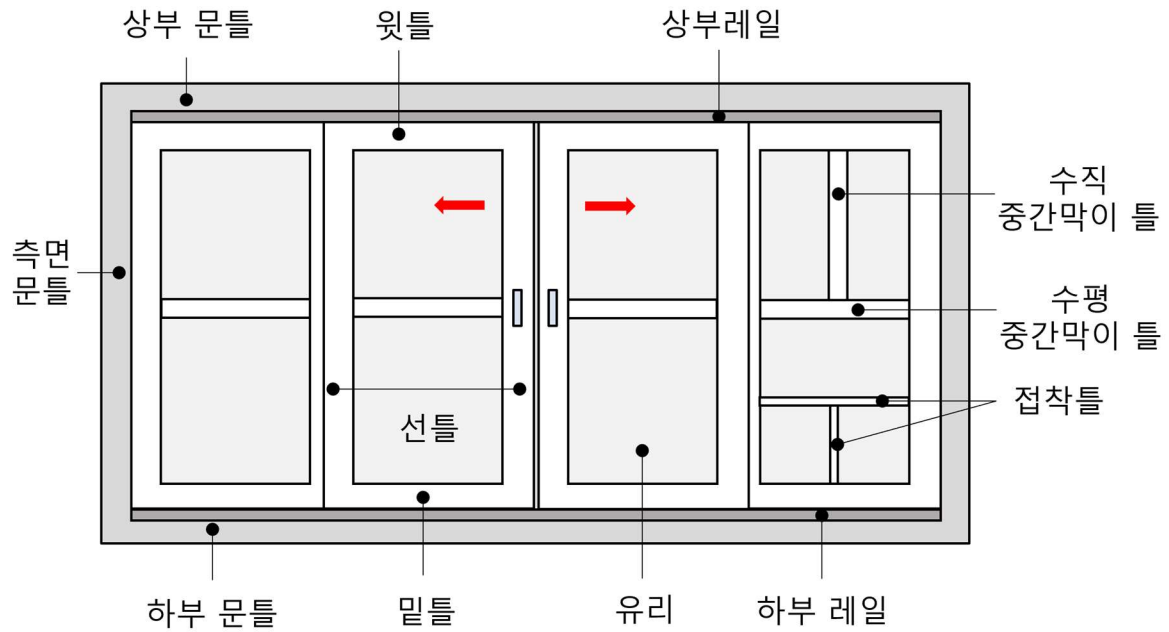 상부 문틀
윗틀
상부레일
수직
중간막이 틀
측면
문틀
수평
중간막이 틀
접착틀
선틀
하부 문틀
밑틀
유리
하부 레일